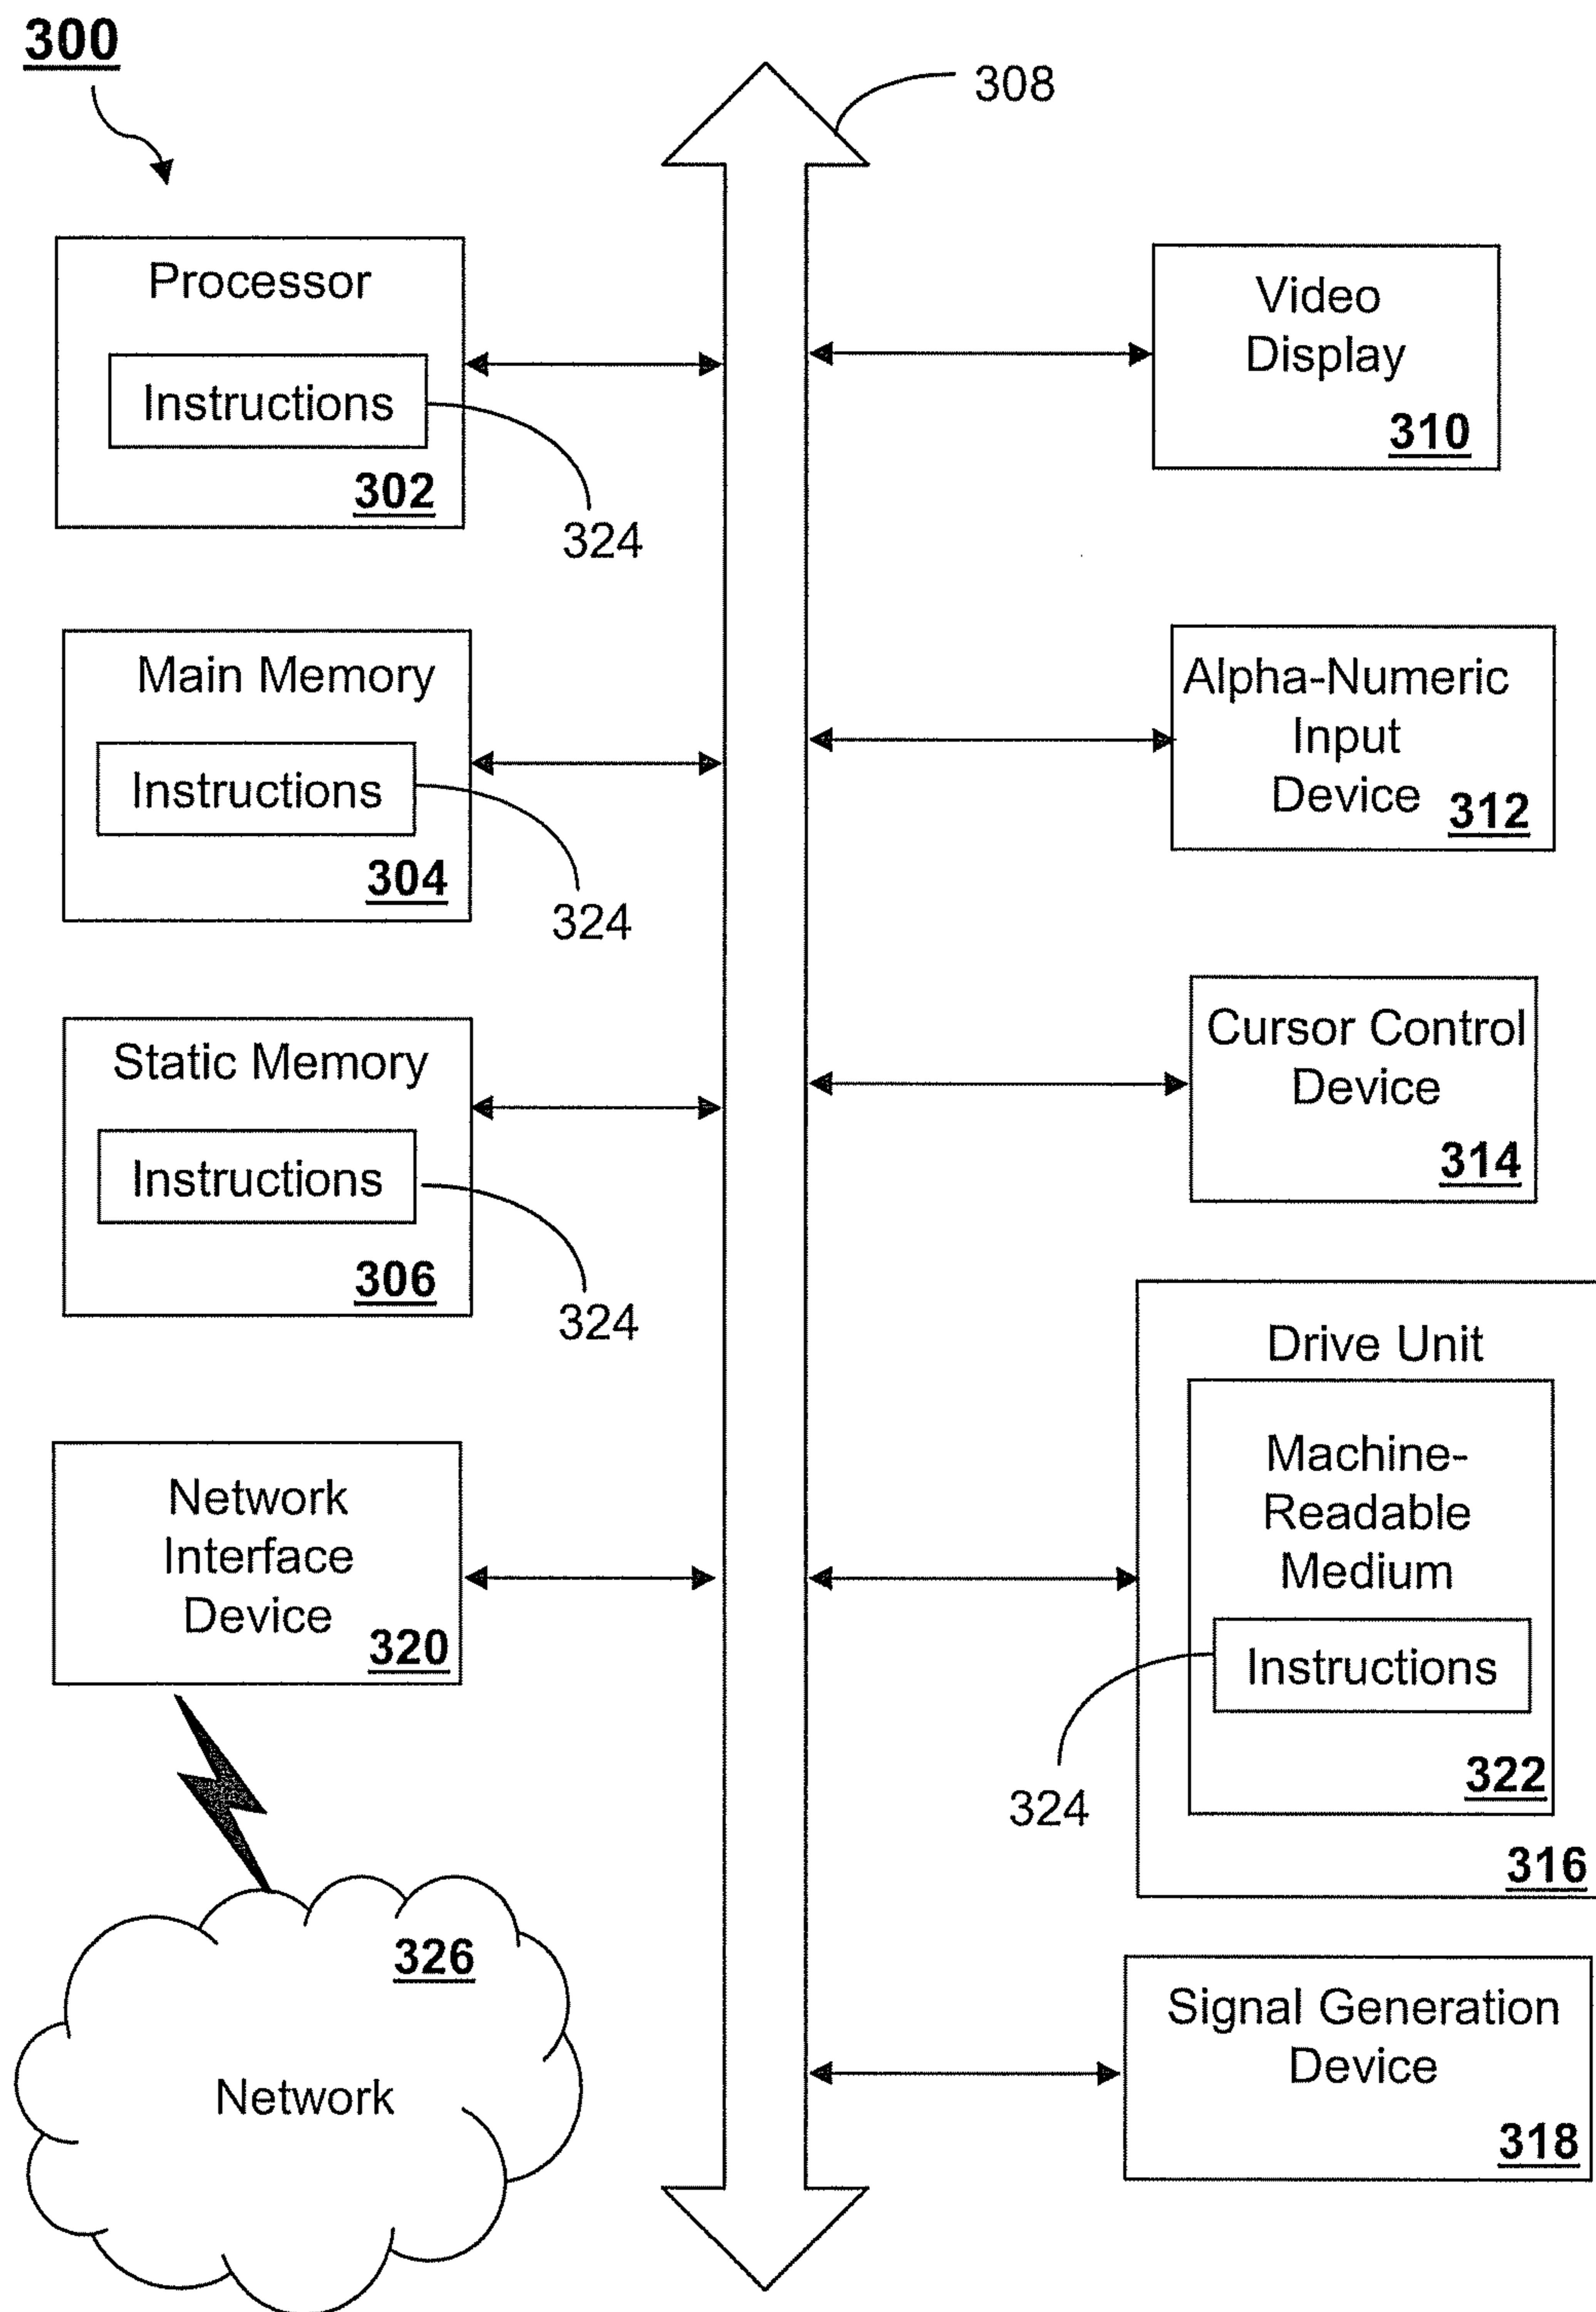 300
308
Processor
Instructions
302
324
Video
Display
310
Main Memory
Instructions
304
324
Alpha-Numeric
Input
Device
312
Static Memory
Instructions
306
324
Cursor Control
Device
314
Network
Interface
Device
320
Drive Unit
Machine-
Readable
Medium
Instructions
324
322
316
326
Network
Signal Generation
Device
318